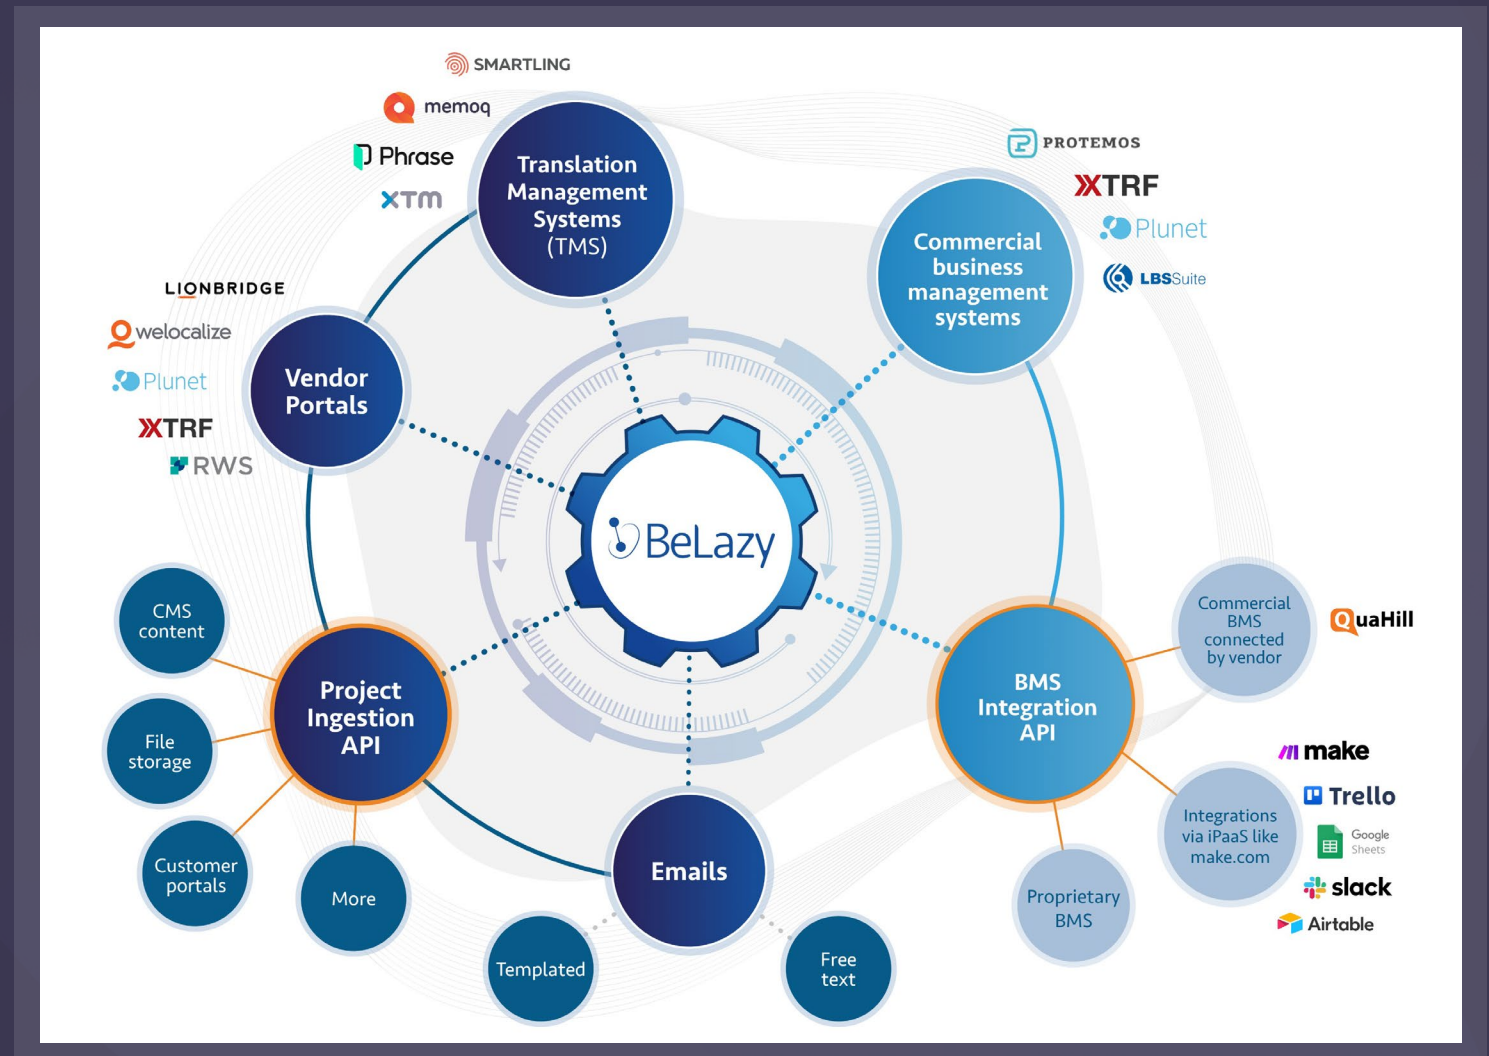 SMARTLING
memoq
Phrase
XTM
Translation
Management
Systems
(TMS)
PROTEMOS
XTRF
Plunet
LBSSuite
Commercial
business
management
systems
LIONBRIDGE
welocalize
Plunet
XTRF
RWS
Vendor
Portals
BeLazy
CMS
content
File
storage
Customer
portals
More
Project
Ingestion
API
Emails
Templated
Free
text
BMS
Integration
API
Commercial
BMS
connected
by vendor
QuaHill
Integrations
via iPaaS like
make.com
make
Trello
Google
Sheets
slack
Airtable
Proprietary
BMS